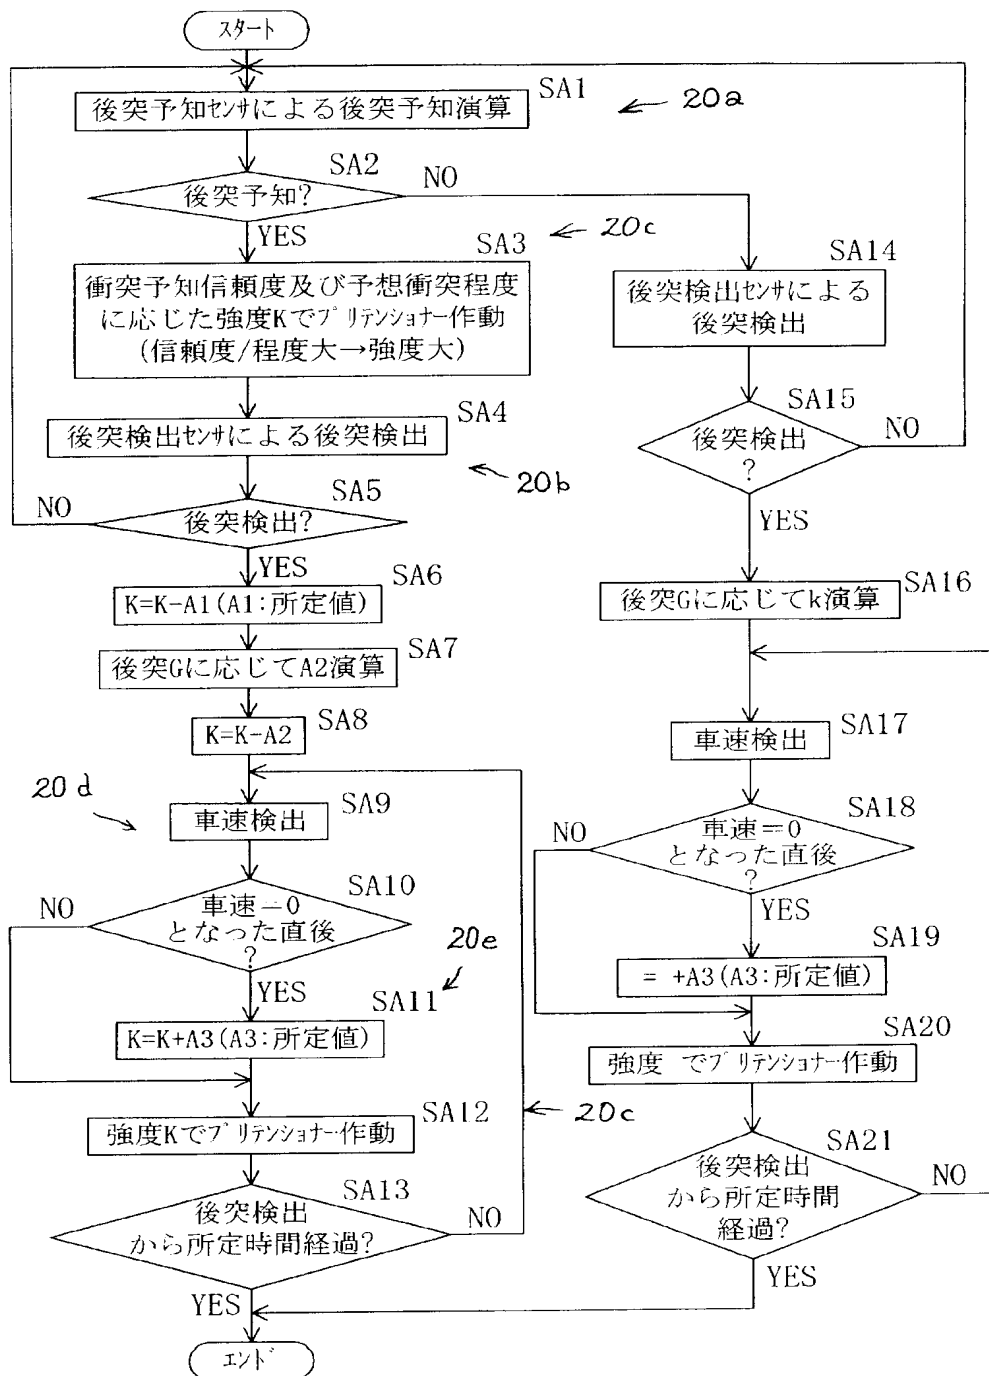 スタート
SA1
後突予知センサによる後突予知演算
20a
SA2
後突予知?
NO
YES
20c
SA3
衝突予知信頼度及び予想衝突程度
に応じた強度Kでプリテンショナー作動
(信頼度/程度大→強度大)
SA4
後突検出センサによる後突検出
20b
SA5
NO
後突検出?
YES
SA6
K=K-A1(A1:所定値)
SA7
後突Gに応じてA2演算
SA8
K=K-A2
20d
SA9
車速検出
SA10
NO
車速=0
となった直後
?
20e
YES
SA11
K=K+A3(A3:所定値)
SA12
強度Kでプリテンショナー作動
20c
SA13
後突検出
から所定時間経過?
NO
YES
エンド
SA14
後突検出センサによる
後突検出
SA15
後突検出
?
NO
YES
SA16
後突Gに応じてk演算
SA17
車速検出
SA18
NO
車速=0
となった直後
?
YES
SA19
= +A3(A3:所定値)
SA20
強度 でプリテンショナー作動
SA21
後突検出
から所定時間
経過?
NO
YES